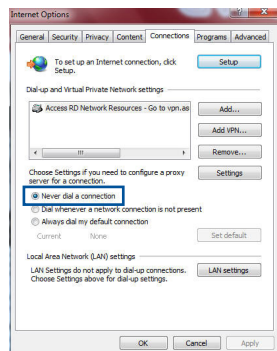 Internet Options
General Security Privacy Content Connections Programs Advanced
To set up an Internet connection, click
Setup.
Setup
Dial-up and Virtual Private Network settings
Access RD Network Resources - Go to vpn.as
Add...
Add VPN...
Remove...
Choose Settings if you need to configure a proxy
server for a connection.
Settings
Never dial a connection
Dial whenever a network connection is not present
Always dial my default connection
Current None
Set default
Local Area Network (LAN) settings
LAN Settings do not apply to dial-up connections.
Choose Settings above for dial-up settings.
LAN settings
OK Cancel Apply